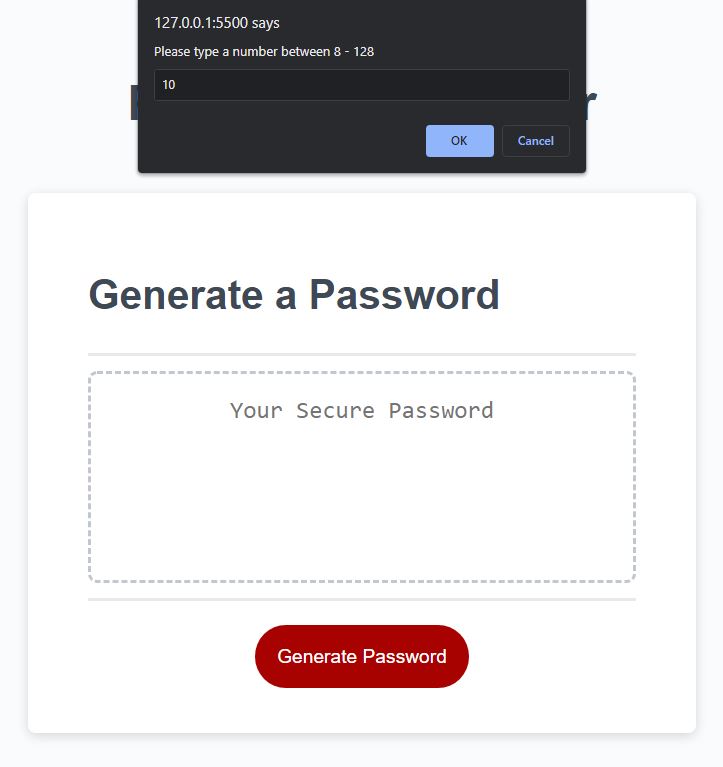 127.0.0.1:5500 says
Please type a number between 8 - 128
10
OK Cancel
Generate a Password
Your Secure Password
Generate Password